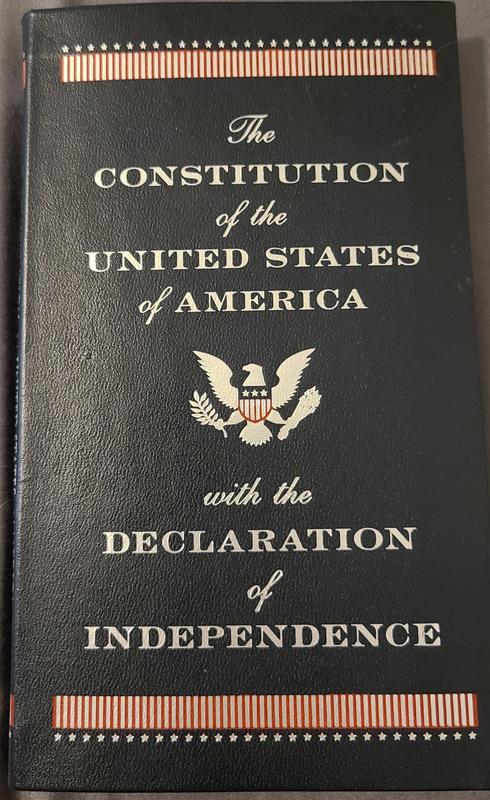 The
CONSTITUTION
of the
UNITED STATES
of AMERICA
with the
DECLARATION
of
INDEPENDENCE